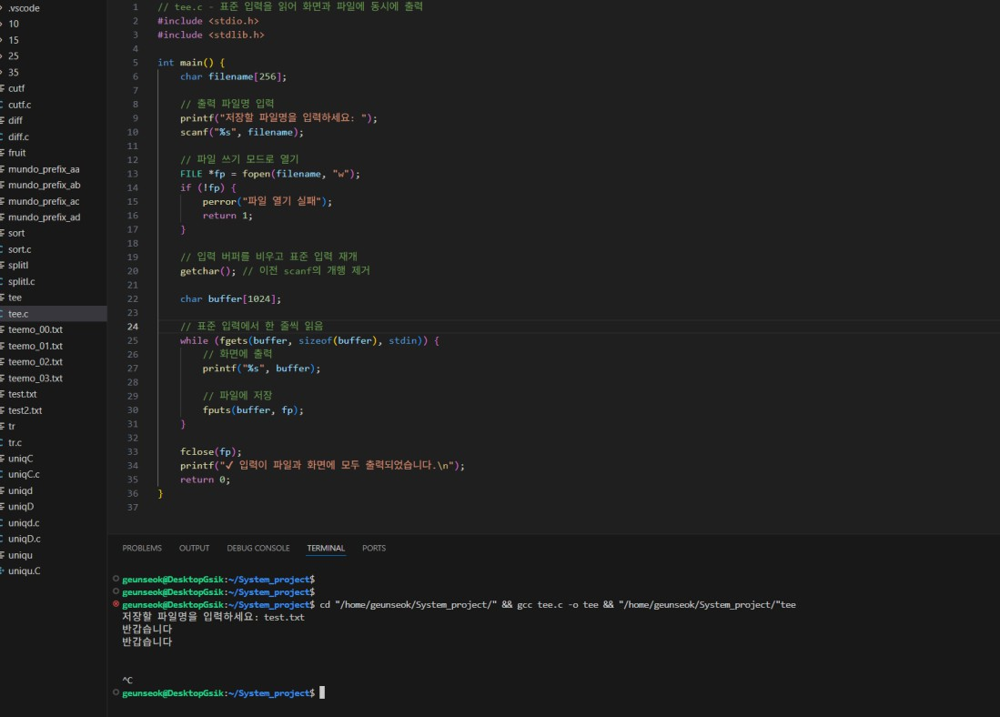 .vscode
10
15
25
35
cutf
cutf.c
diff
diff.c
fruit
mundo_prefix_aa
mundo_prefix_ab
mundo_prefix_ac
mundo_prefix_ad
sort
sort.c
splitl
splitl.c
tee
tee.c
teemo_00.txt
teemo_01.txt
teemo_02.txt
teemo_03.txt
test.txt
test2.txt
tr
tr.c
uniqC
uniqC.c
uniqd
uniqD
uniqd.c
uniqD.c
uniqu
uniqu.C
1 // tee.c - 표준 입력을 읽어 화면과 파일에 동시에 출력
2 #include <stdio.h>
3 #include <stdlib.h>
4
5 int main() {
6 char filename[256];
7
8 // 출력 파일명 입력
9 printf("저장할 파일명을 입력하세요: ");
10 scanf("%s", filename);
11
12 // 파일 쓰기 모드로 열기
13 FILE *fp = fopen(filename, "w");
14 if (!fp) {
15 perror("파일 열기 실패");
16 return 1;
17 }
18
19 // 입력 버퍼를 비우고 표준 입력 재개
20 getchar(); // 이전 scanf의 개행 제거
21
22 char buffer[1024];
23
24 // 표준 입력에서 한 줄씩 읽음
25 while (fgets(buffer, sizeof(buffer), stdin)) {
26 // 화면에 출력
27 printf("%s", buffer);
28
29 // 파일에 저장
30 fputs(buffer, fp);
31 }
32
33 fclose(fp);
34 printf("✓ 입력이 파일과 화면에 모두 출력되었습니다.\n");
35 return 0;
36 }
37
PROBLEMS OUTPUT DEBUG CONSOLE TERMINAL PORTS
geunseok@DesktopGsik:~/System_project$
geunseok@DesktopGsik:~/System_project$
geunseok@DesktopGsik:~/System_project$ cd "/home/geunseok/System_project/" && gcc tee.c -o tee && "/home/geunseok/System_project/"tee
저장할 파일명을 입력하세요: test.txt
반갑습니다
반갑습니다
^C
geunseok@DesktopGsik:~/System_project$